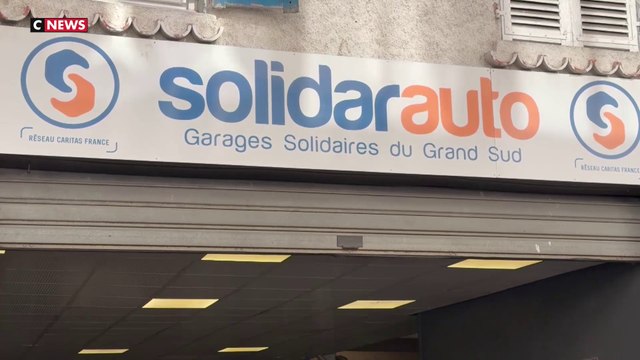 CNEWS
solidarauto
Garages Solidaires du Grand Sud
RÉSEAU CARITAS FRANCE
RÉSEAU CARITAS FRANCE